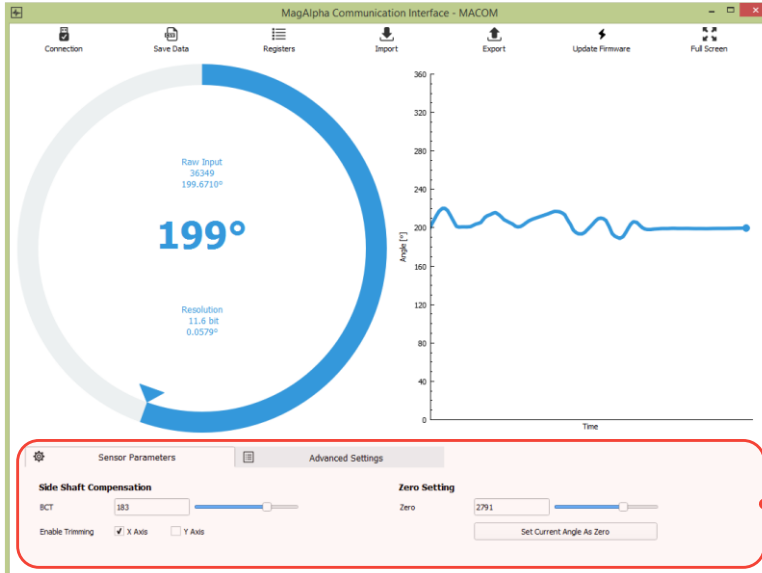 MagAlpha Communication Interface - MACOM
Connection Save Data Registers Import Export Update Firmware Full Screen
Raw Input
36349
199.6710°
199°
Resolution
11.6 bit
0.0579°
360
320
280
240
200
160
120
80
40
0
Angle [°]
Time
Sensor Parameters Advanced Settings
Side Shaft Compensation Zero Setting
BCT 183 Zero 2791
Enable Trimming X Axis Y Axis Set Current Angle As Zero